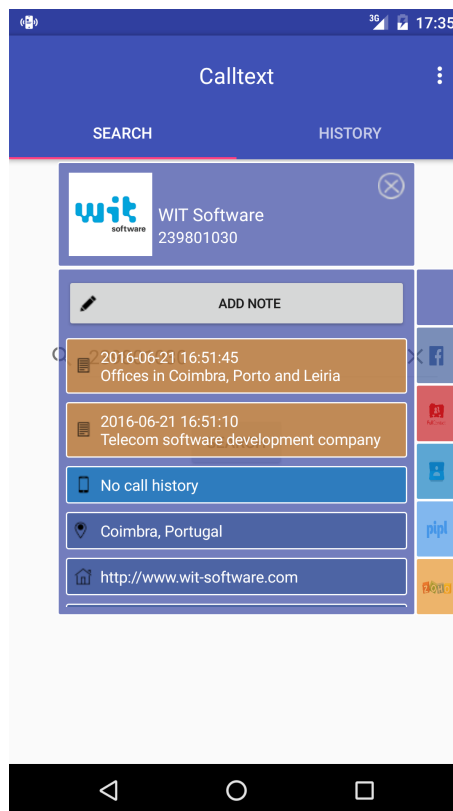 3G 17:35
Calltext
SEARCH HISTORY
wit
software
WIT Software
239801030
ADD NOTE
2016-06-21 16:51:45
Offices in Coimbra, Porto and Leiria
2016-06-21 16:51:10
Telecom software development company
No call history
Coimbra, Portugal
pipl
http://www.wit-software.com